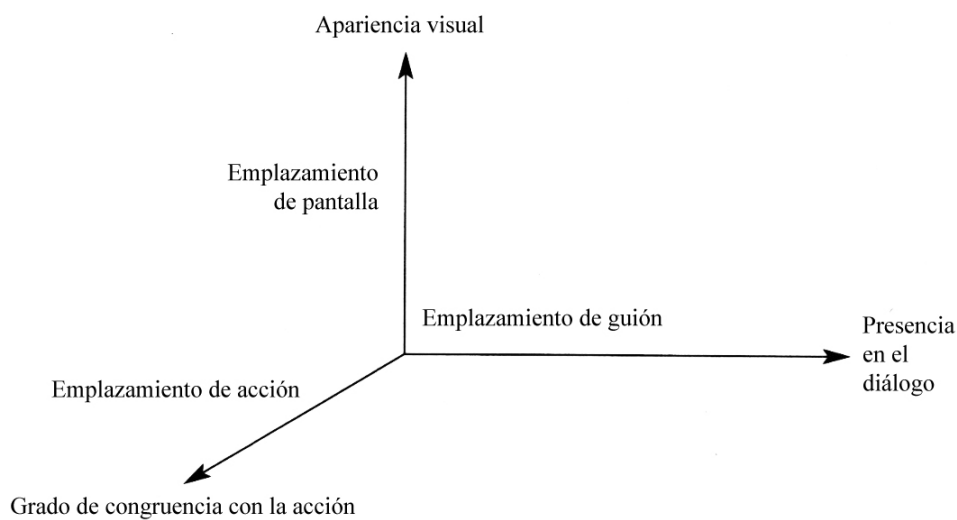 Apariencia visual
Emplazamiento
de pantalla
Emplazamiento de guión
Presencia
en el
diálogo
Emplazamiento de acción
Grado de congruencia con la acción